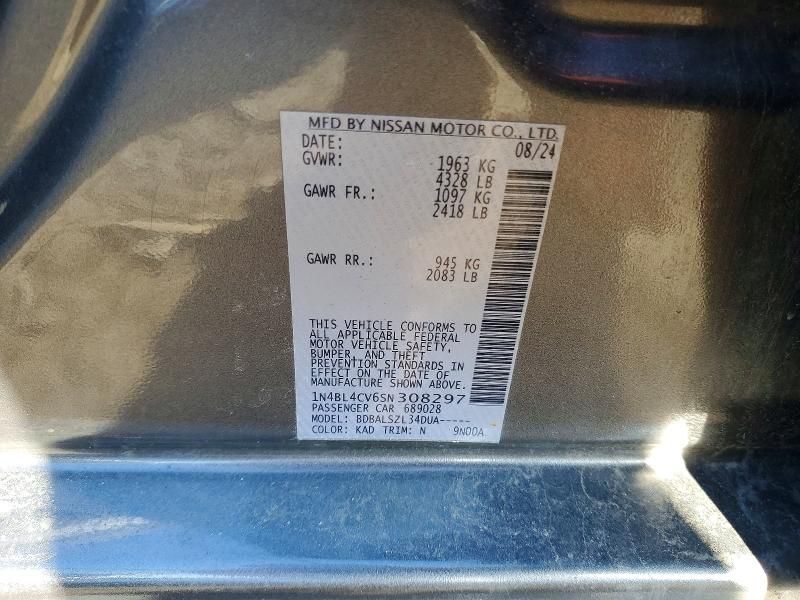 MFD BY NISSAN MOTOR CO., LTD.
DATE: 08/24
GVWR: 1963 KG
4328 LB
GAWR FR.: 1097 KG
2418 LB
GAWR RR.: 945 KG
2083 LB
THIS VEHICLE CONFORMS TO
ALL APPLICABLE FEDERAL
MOTOR VEHICLE SAFETY,
BUMPER, AND THEFT
PREVENTION STANDARDS IN
EFFECT ON THE DATE OF
MANUFACTURE SHOWN ABOVE.
1N4BL4CV6SN308297
PASSENGER CAR 689028
MODEL: BDBALSZL34DUA-----
COLOR: KAD TRIM: N 9N00A